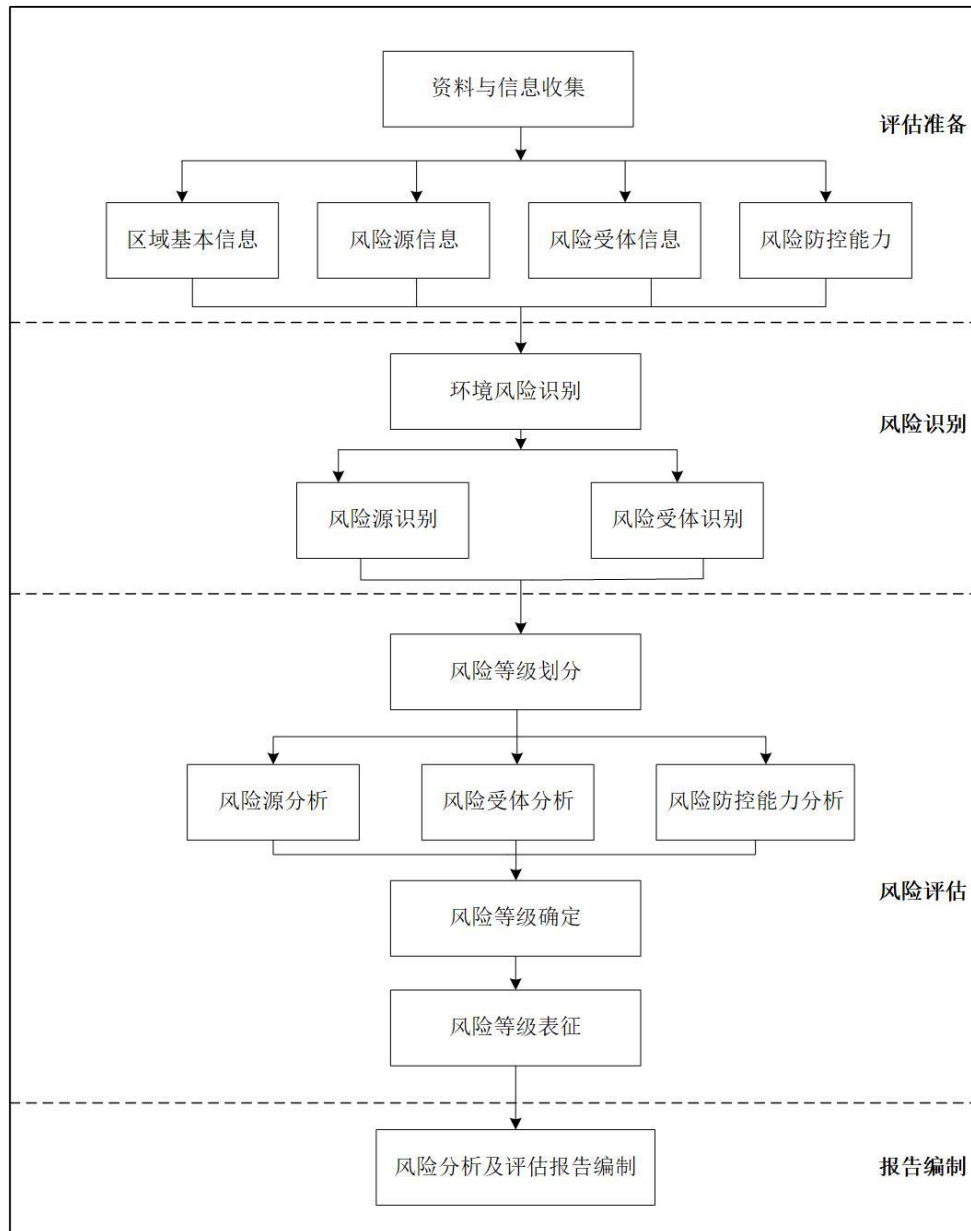 资料与信息收集
评估准备
区域基本信息
风险源信息
风险受体信息
风险防控能力
环境风险识别
风险识别
风险源识别
风险受体识别
风险等级划分
风险源分析
风险受体分析
风险防控能力分析
风险评估
风险等级确定
风险等级表征
风险分析及评估报告编制
报告编制